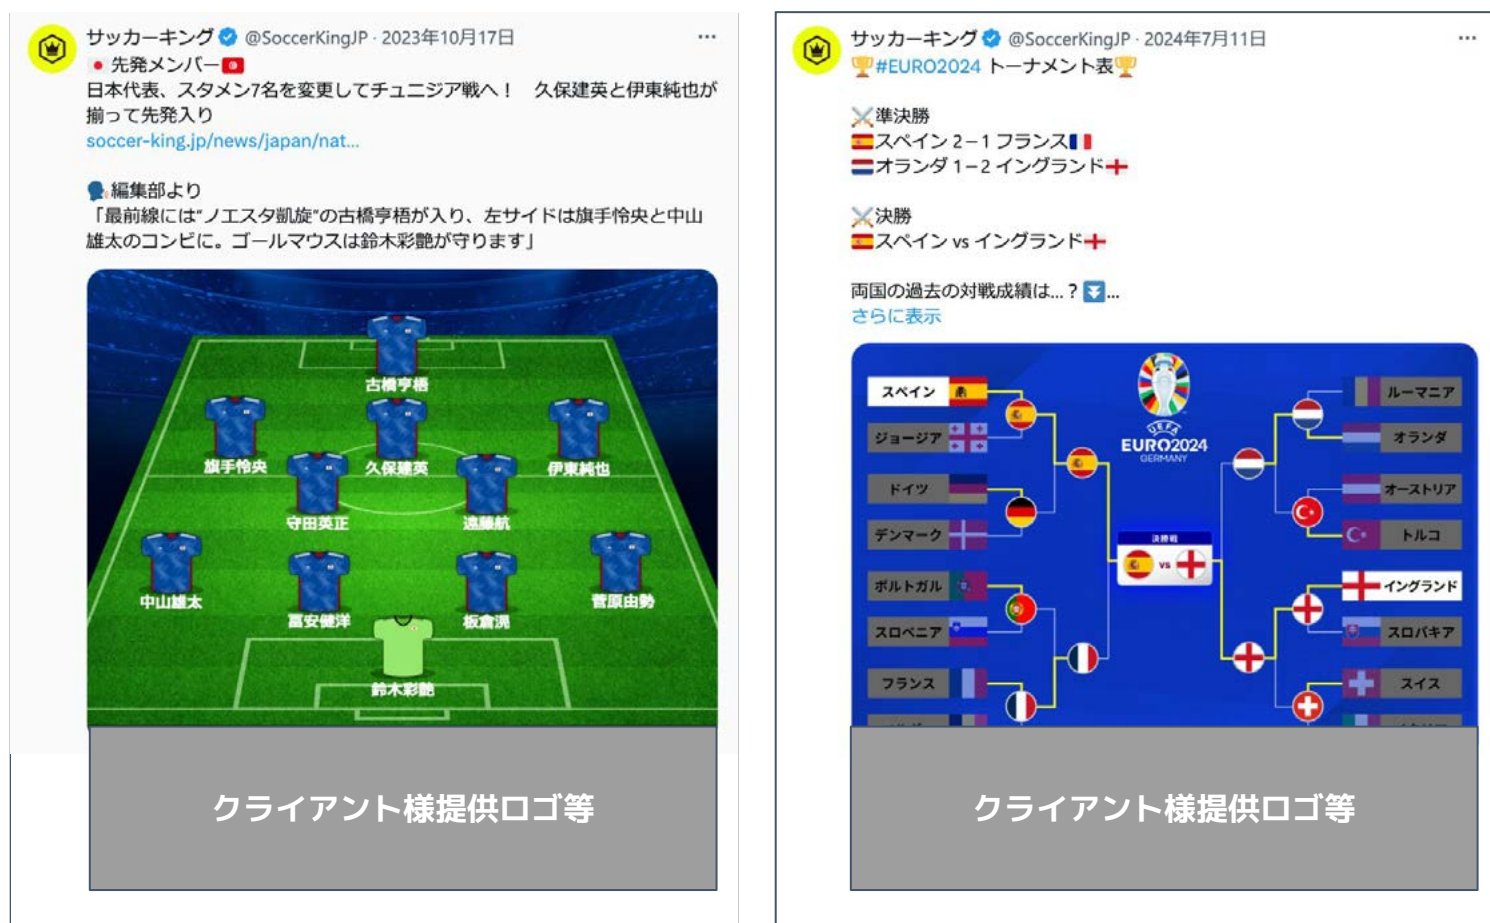 サッカーキング @SoccerKingJP · 2023年10月17日
🇯🇵先発メンバー🇹🇳
日本代表、スタメン7名を変更してチュニジア戦へ！ 久保建英と伊東純也が
揃って先発入り
soccer-king.jp/news/japan/nat...
🗣️編集部より
「最前線には“ノエスタ凱旋”の古橋亨梧が入り、左サイドは旗手怜央と中山
雄太のコンビに。ゴールマウスは鈴木彩艶が守ります」
古橋亨梧
旗手怜央
久保建英
伊東純也
守田英正
遠藤航
中山雄太
冨安健洋
板倉滉
菅原由勢
鈴木彩艶
クライアント様提供ロゴ等
サッカーキング @SoccerKingJP · 2024年7月11日
🏆#EURO2024 トーナメント表🏆
⚔️準決勝
🇪🇸スペイン 2−1 フランス🇫🇷
🇳🇱オランダ 1−2 イングランド🏴󠁧󠁢󠁥󠁮󠁧󠁿
⚔️決勝
🇪🇸スペイン vs イングランド🏴󠁧󠁢󠁥󠁮󠁧󠁿
両国の過去の対戦成績は...？⏬...
さらに表示
スペイン
ジョージア
ドイツ
デンマーク
ポルトガル
スロベニア
フランス
UEFA
EURO2024
GERMANY
決勝戦
VS
ルーマニア
オランダ
オーストリア
トルコ
イングランド
スロバキア
スイス
クライアント様提供ロゴ等